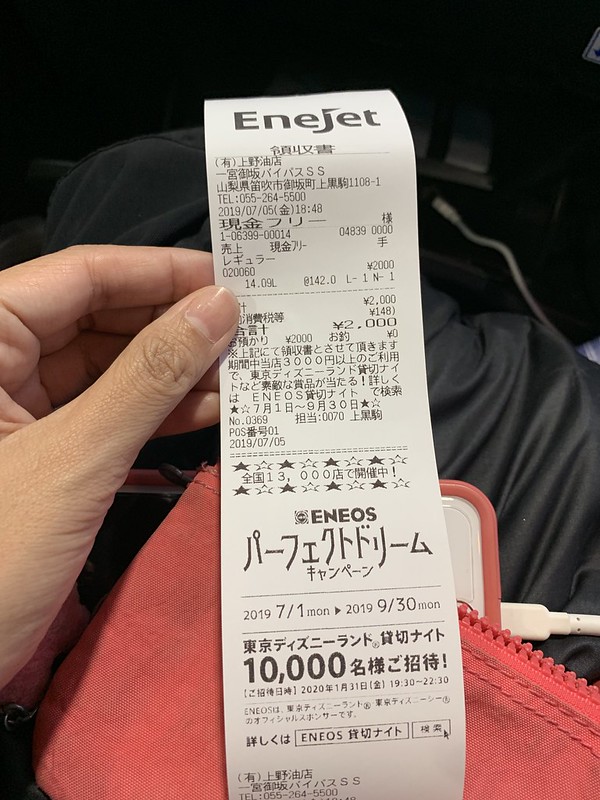 EneJet
領収書
(有)上野油店
一宮御坂バイパスＳＳ
山梨県笛吹市御坂町上黒駒1108-1
TEL:055-264-5500
2019/07/05(金)18:48
現金フリー 様
1-06399-00014 04839 0000
売上 現金ﾌﾘｰ 手
レギュラー
020060 ¥2000
14.09L @142.0 L- 1 N- 1
計 ¥2,000
消費税等 ¥148)
合計 ¥2,000
お預かり ¥2000 お釣 ¥0
※上記にて領収書とさせて頂きます
期間中当店３０００円以上のご利用
で、東京ディズニーランド貸切ナイ
トなど素敵な賞品が当たる！詳しく
は ＥＮＥＯＳ貸切ナイト で検索
★☆７月１日〜９月３０日★☆
No.0369 担当:0070 上黒駒
POS番号01
2019/07/05
★☆★☆★☆★☆★☆
全国１３，０００店で開催中！
★☆★☆★☆★☆★☆
ENEOS
パーフェクトドリーム
キャンペーン
2019 7/1 mon ▶ 2019 9/30 mon
東京ディズニーランド®貸切ナイト
10,000名様ご招待！
【ご招待日時】2020年1月31日(金) 19:30~22:30
ENEOSは、東京ディズニーランド®・東京ディズニーシー®
のオフィシャルスポンサーです。
詳しくは ENEOS 貸切ナイト 検索
(有)上野油店
一宮御坂バイパスＳＳ
TEL:055-264-5500
18:48